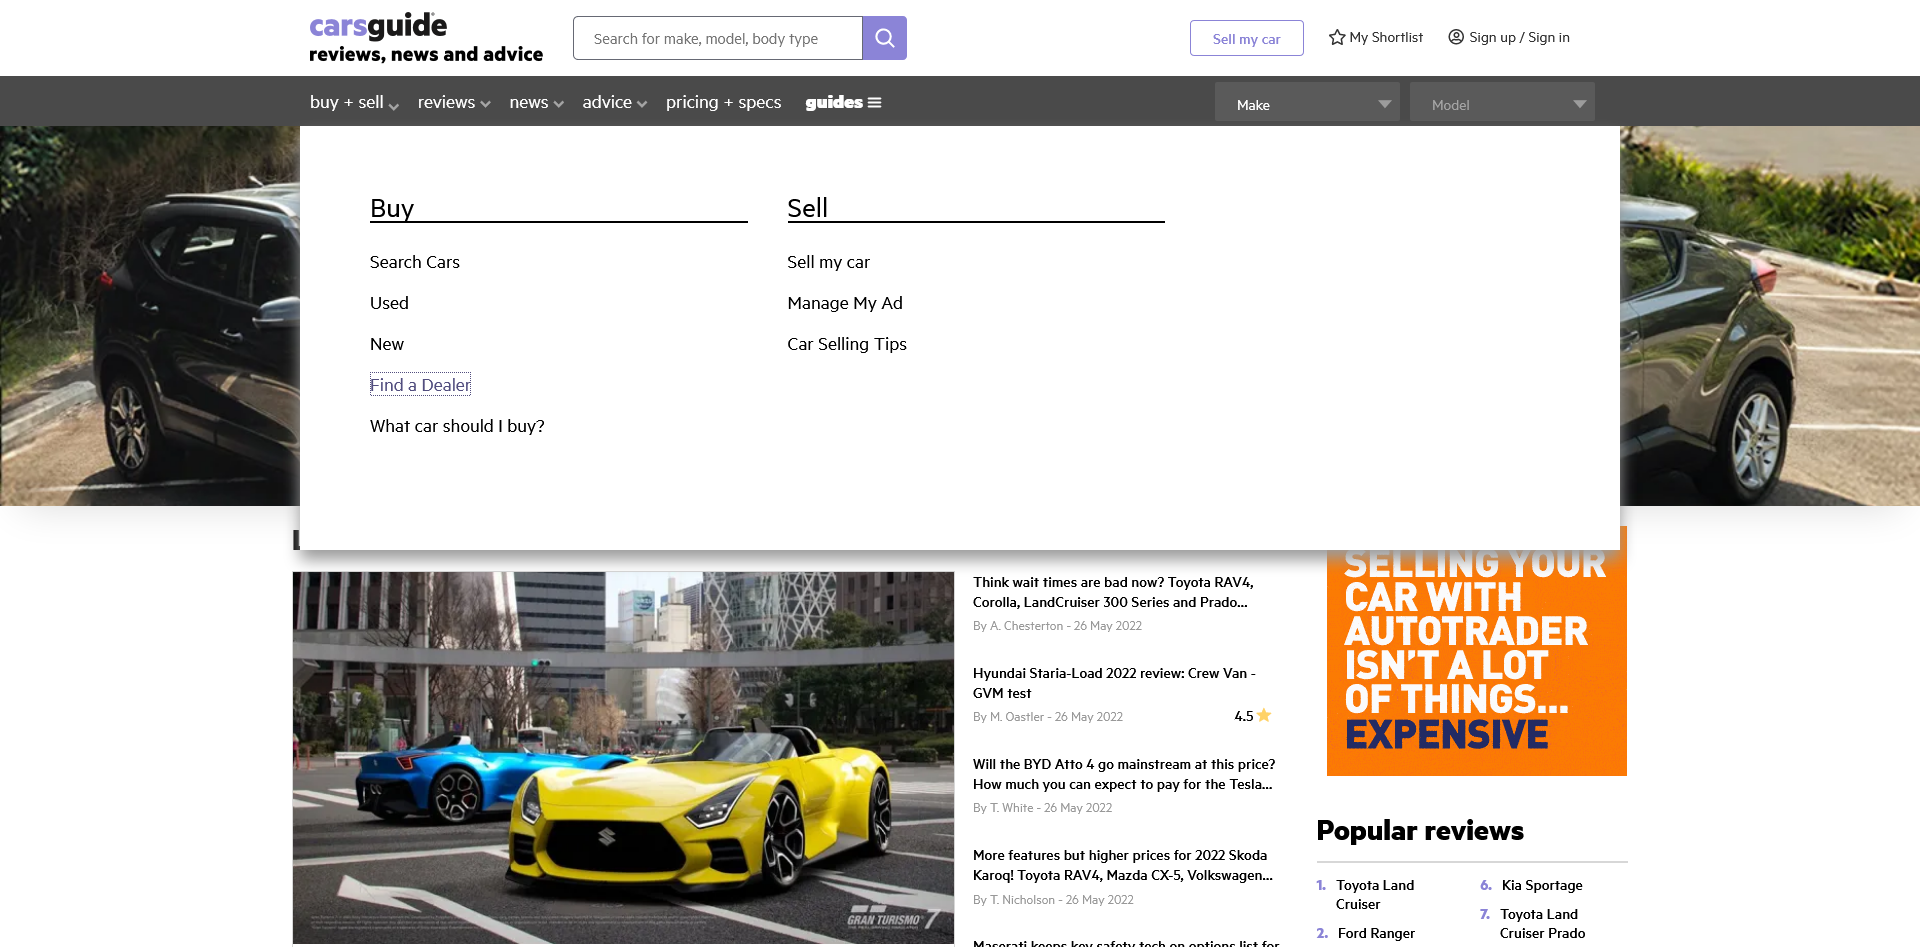 carsguide
reviews, news and advice
Search for make, model, body type
Sell my car
My Shortlist
Sign up / Sign in
buy + sell
reviews
news
advice
pricing + specs
guides
Make
Model
Buy
Search Cars
Used
New
Find a Dealer
What car should I buy?
Sell
Sell my car
Manage My Ad
Car Selling Tips
GRAN TURISMO 7
Think wait times are bad now? Toyota RAV4,
Corolla, LandCruiser 300 Series and Prado...
By A. Chesterton - 26 May 2022
Hyundai Staria-Load 2022 review: Crew Van -
GVM test
By M. Oastler - 26 May 2022
4.5
Will the BYD Atto 4 go mainstream at this price?
How much you can expect to pay for the Tesla...
By T. White - 26 May 2022
More features but higher prices for 2022 Skoda
Karoq! Toyota RAV4, Mazda CX-5, Volkswagen...
By T. Nicholson - 26 May 2022
Maserati keeps key safety tech on options list for
SELLING YOUR
CAR WITH
AUTOTRADER
ISN'T A LOT
OF THINGS...
EXPENSIVE
Popular reviews
1. Toyota Land
Cruiser
2. Ford Ranger
6. Kia Sportage
7. Toyota Land
Cruiser Prado